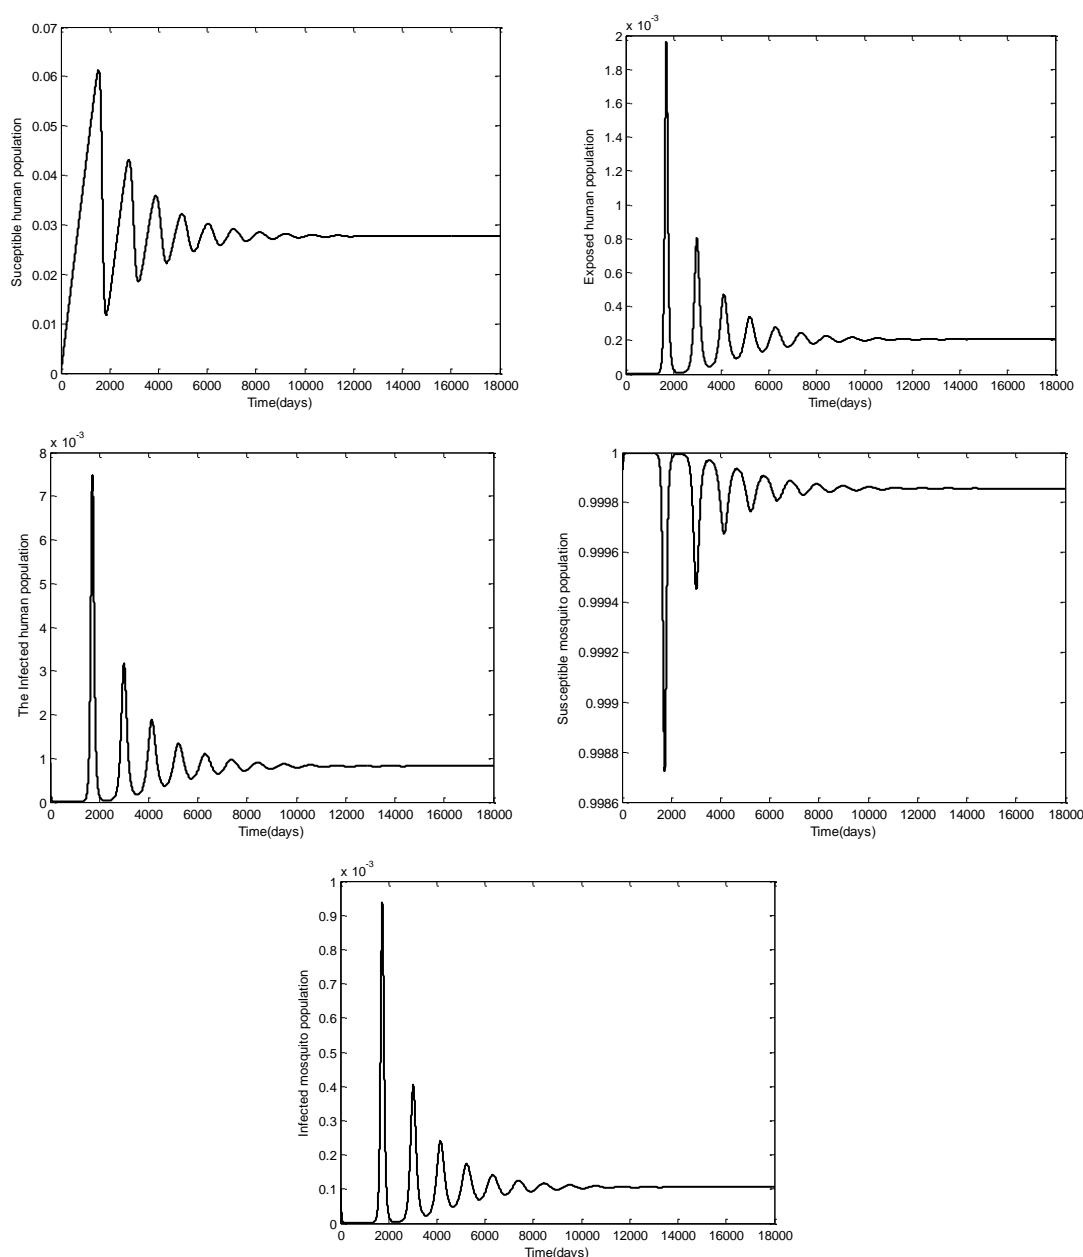 0.07
0.06
0.05
0.04
0.03
0.02
0.01
0
Suceptible human population
0 2000 4000 6000 8000 10000 12000 14000 16000 18000
Time(days)
x 10⁻³
2
1.8
1.6
1.4
1.2
1
0.8
0.6
0.4
0.2
0
Exposed human population
0 2000 4000 6000 8000 10000 12000 14000 16000 18000
Time(days)
x 10⁻³
8
7
6
5
4
3
2
1
0
The Infected human population
0 2000 4000 6000 8000 10000 12000 14000 16000 18000
Time(days)
1
0.9998
0.9996
0.9994
0.9992
0.999
0.9988
0.9986
Susceptible mosquito population
0 2000 4000 6000 8000 10000 12000 14000 16000 18000
Time(days)
x 10⁻³
1
0.9
0.8
0.7
0.6
0.5
0.4
0.3
0.2
0.1
0
Infected mosquito population
0 2000 4000 6000 8000 10000 12000 14000 16000 18000
Time(days)